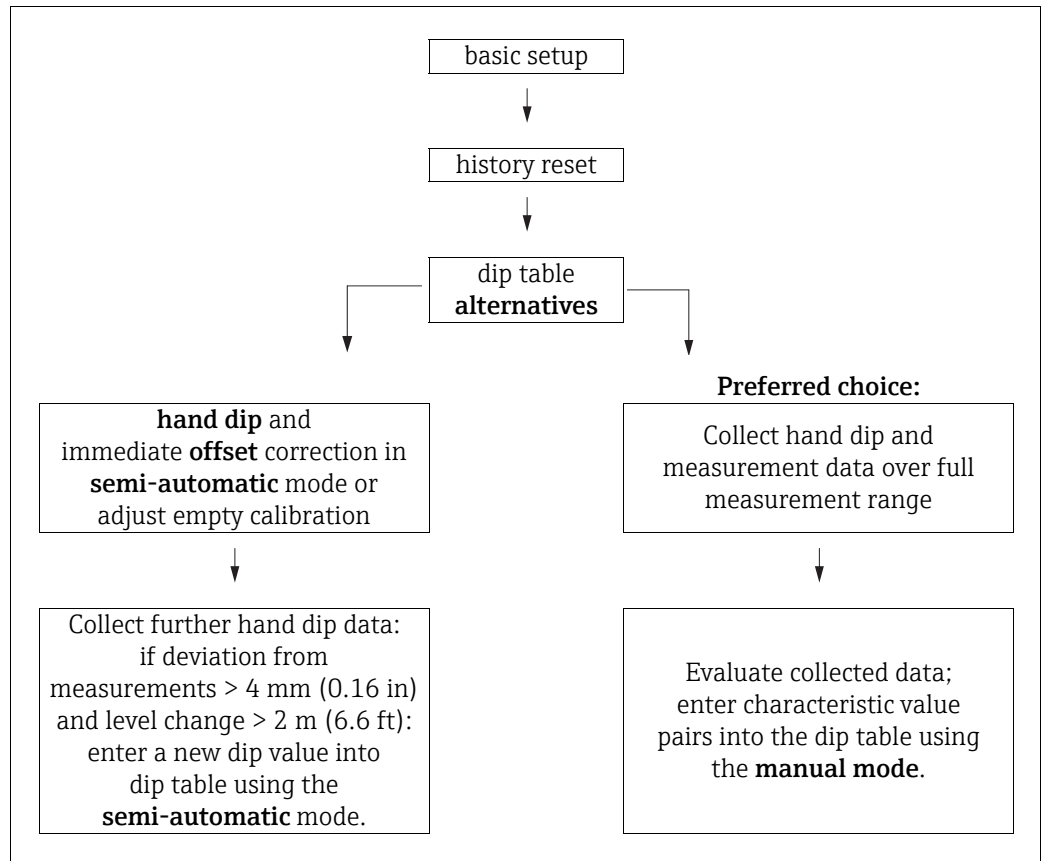 basic setup
history reset
dip table
alternatives
hand dip and
immediate offset correction in
semi-automatic mode or
adjust empty calibration
Collect further hand dip data:
if deviation from
measurements > 4 mm (0.16 in)
and level change > 2 m (6.6 ft):
enter a new dip value into
dip table using the
semi-automatic mode.
Preferred choice:
Collect hand dip and
measurement data over full
measurement range
Evaluate collected data;
enter characteristic value
pairs into the dip table using
the manual mode.